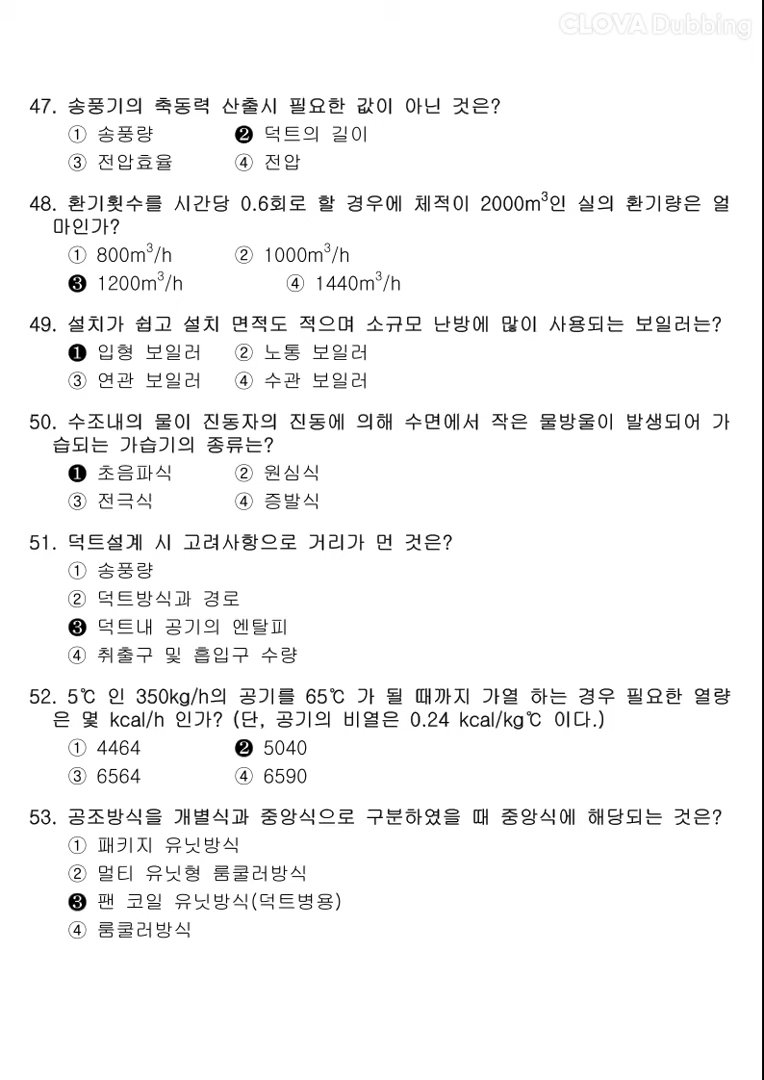 CLOVA Dubbing
47. 송풍기의 축동력 산출시 필요한 값이 아닌 것은?
① 송풍량 ❷ 덕트의 길이
③ 전압효율 ④ 전압
48. 환기횟수를 시간당 0.6회로 할 경우에 체적이 2000m³인 실의 환기량은 얼
마인가?
① 800m³/h ② 1000m³/h
❸ 1200m³/h ④ 1440m³/h
49. 설치가 쉽고 설치 면적도 적으며 소규모 난방에 많이 사용되는 보일러는?
❶ 입형 보일러 ② 노통 보일러
③ 연관 보일러 ④ 수관 보일러
50. 수조내의 물이 진동자의 진동에 의해 수면에서 작은 물방울이 발생되어 가
습되는 가습기의 종류는?
❶ 초음파식 ② 원심식
③ 전극식 ④ 증발식
51. 덕트설계 시 고려사항으로 거리가 먼 것은?
① 송풍량
② 덕트방식과 경로
❸ 덕트내 공기의 엔탈피
④ 취출구 및 흡입구 수량
52. 5℃ 인 350kg/h의 공기를 65℃ 가 될 때까지 가열 하는 경우 필요한 열량
은 몇 kcal/h 인가? (단, 공기의 비열은 0.24 kcal/kg℃ 이다.)
① 4464 ❷ 5040
③ 6564 ④ 6590
53. 공조방식을 개별식과 중앙식으로 구분하였을 때 중앙식에 해당되는 것은?
① 패키지 유닛방식
② 멀티 유닛형 룸쿨러방식
❸ 팬 코일 유닛방식(덕트병용)
④ 룸쿨러방식